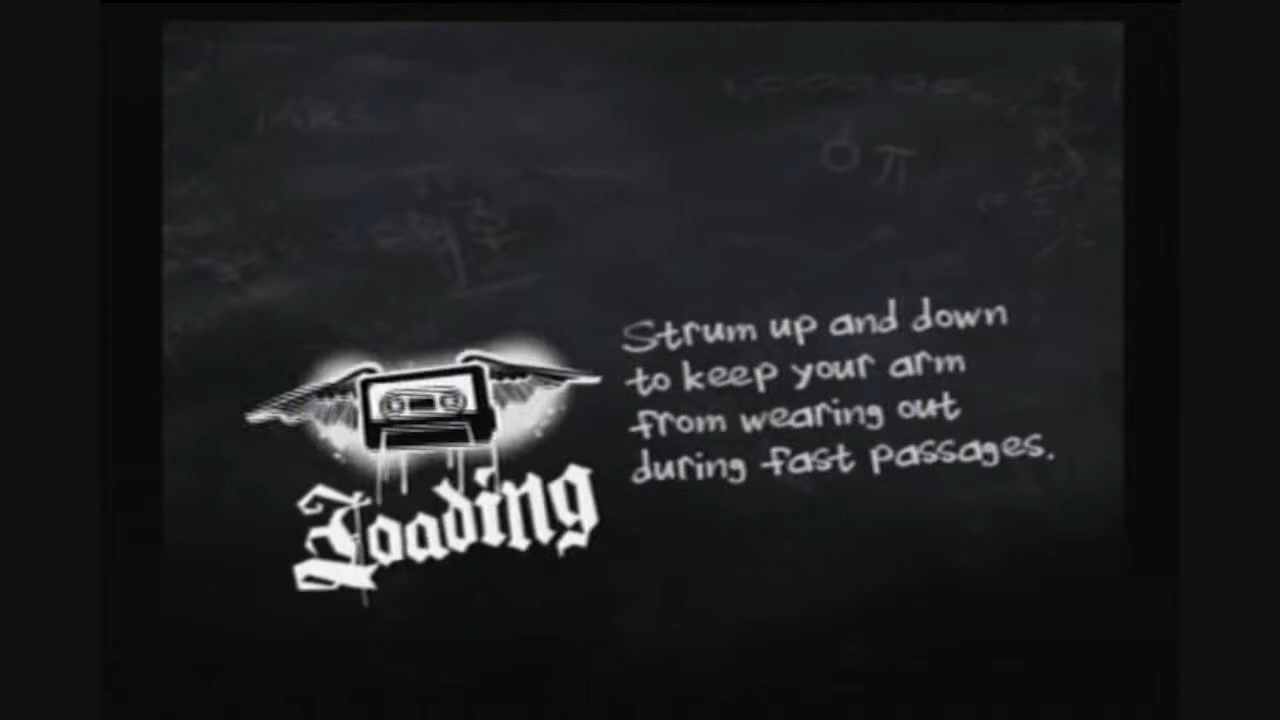 Strum up and down
to keep your arm
from wearing out
during fast passages.
Loading